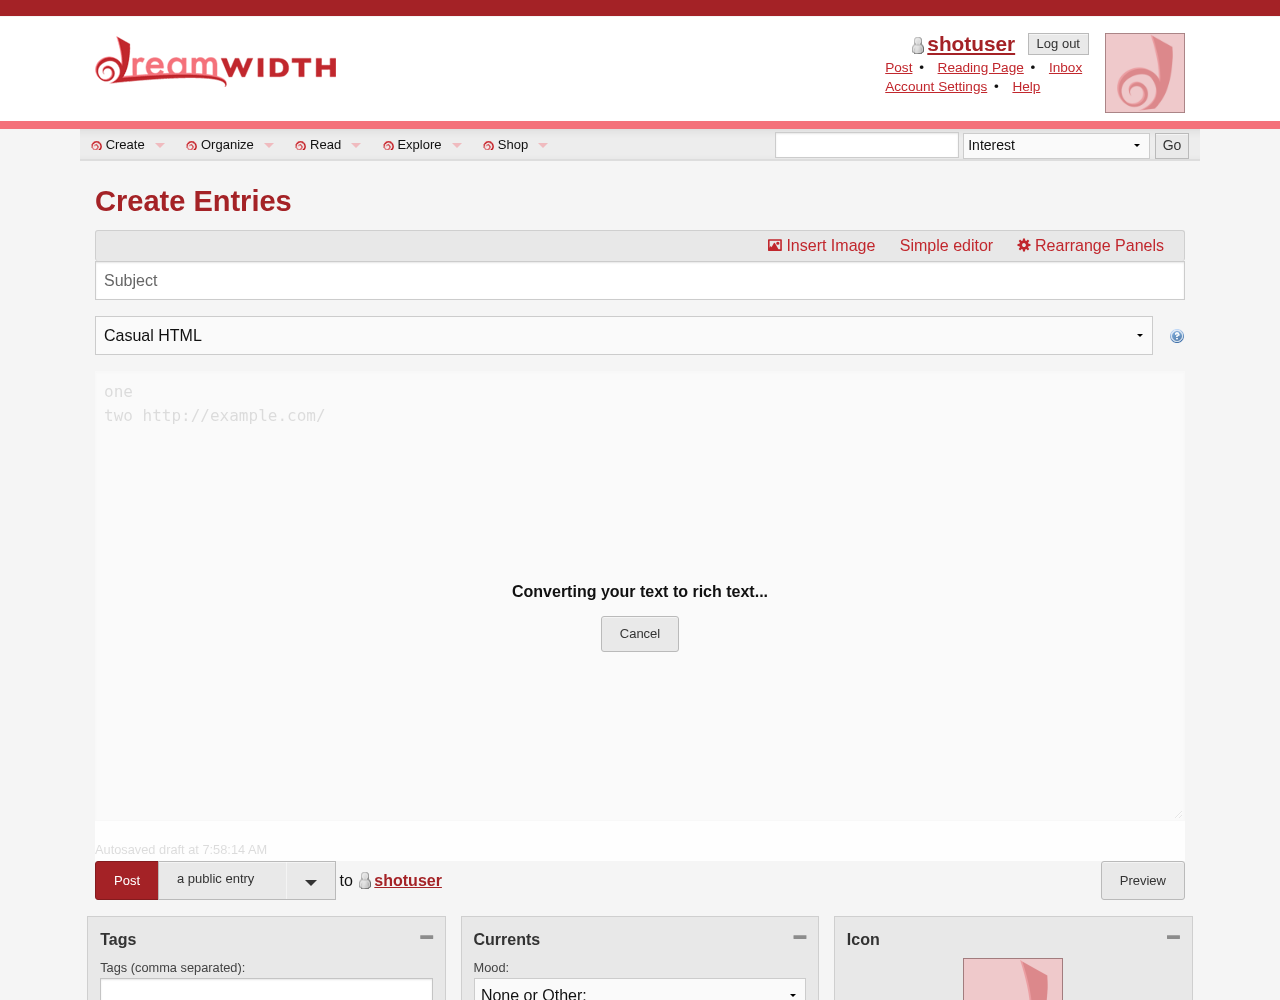 dreamWIDTH
shotuser Log out
Post • Reading Page • Inbox
Account Settings • Help
Create Organize Read Explore Shop Interest Go
Create Entries
Insert Image Simple editor Rearrange Panels
Subject
Casual HTML
one
two http://example.com/
Converting your text to rich text...
Cancel
Autosaved draft at 7:58:14 AM
Post a public entry to shotuser Preview
Tags Currents Icon
Tags (comma separated): Mood:
None or Other: